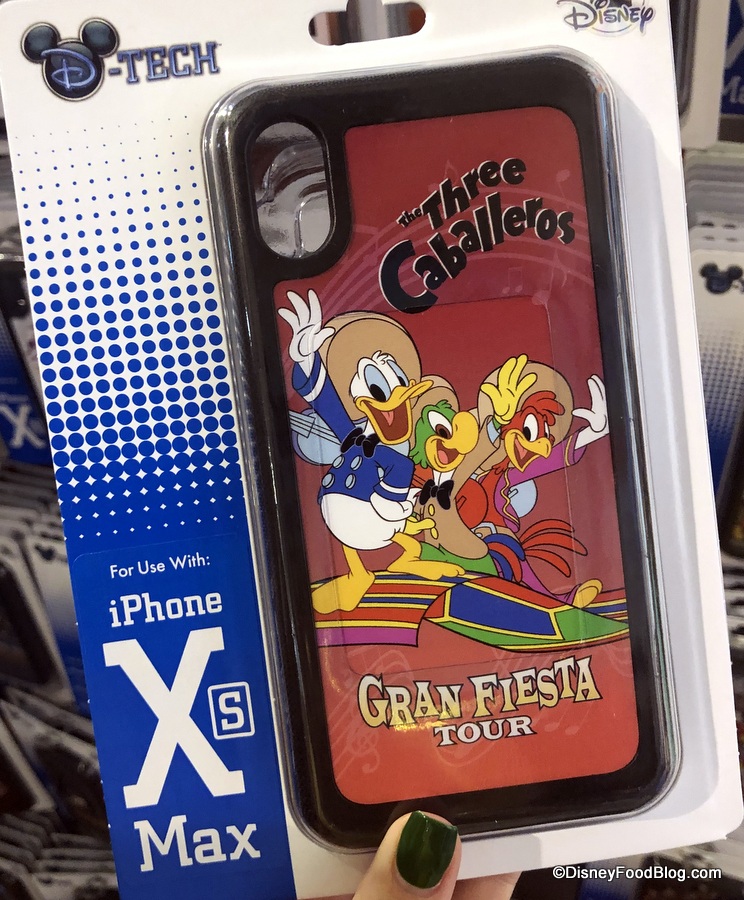 D-TECH
Disney
The Three
Caballeros
For Use With:
iPhone
X S
Max
GRAN FIESTA
TOUR
©DisneyFoodBlog.com